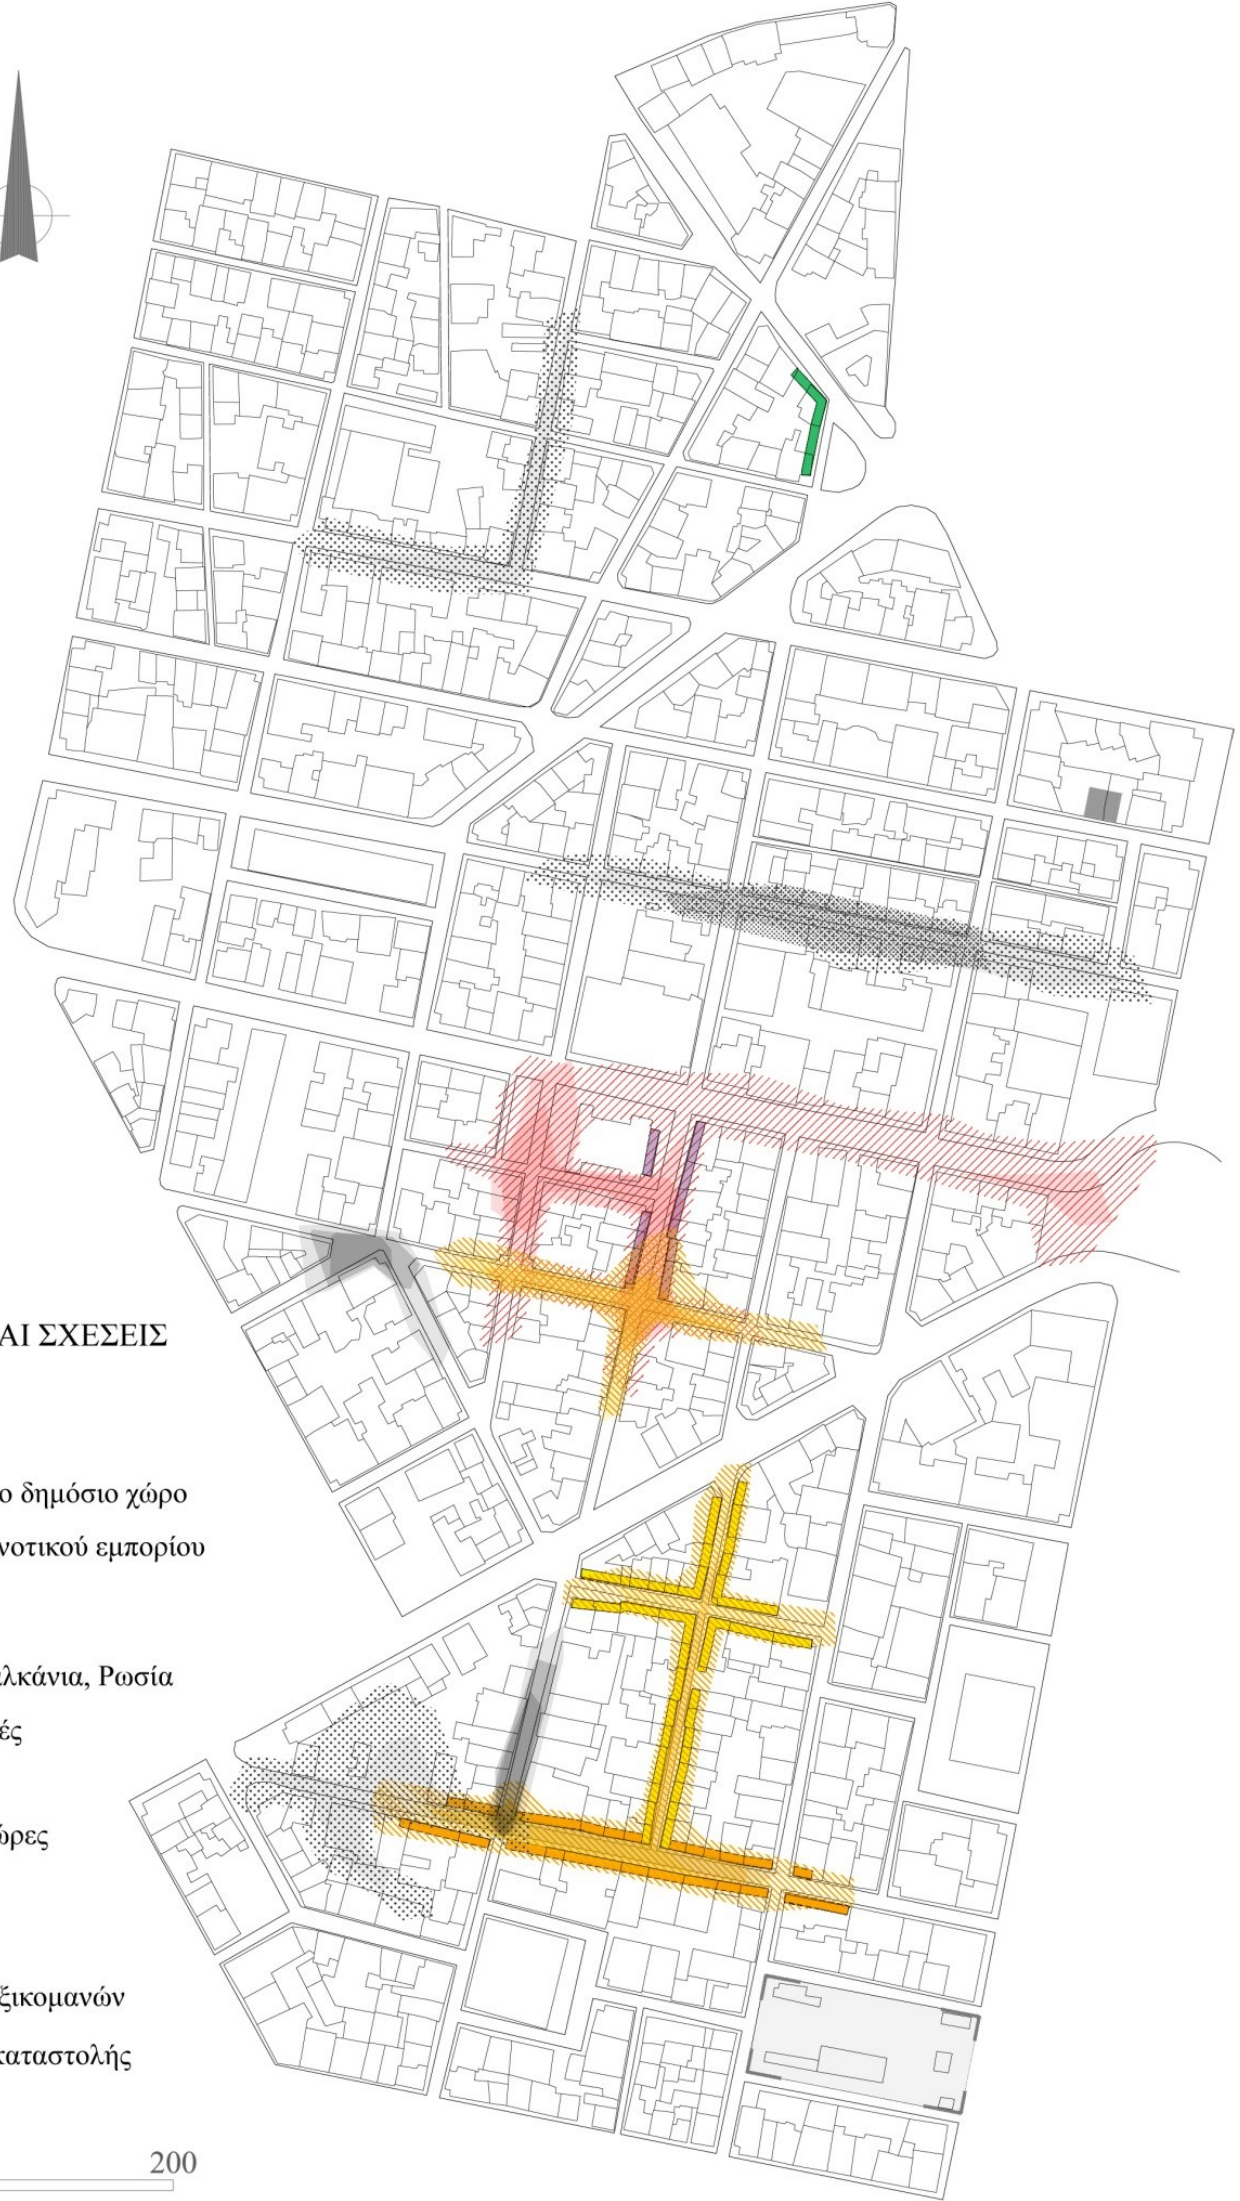 ΑΙ ΣΧΕΣΕΙΣ
ο δημόσιο χώρο
νοτικού εμπορίου
λκάνια, Ρωσία
ές
ώρες
ξικομανών
καταστολής
200